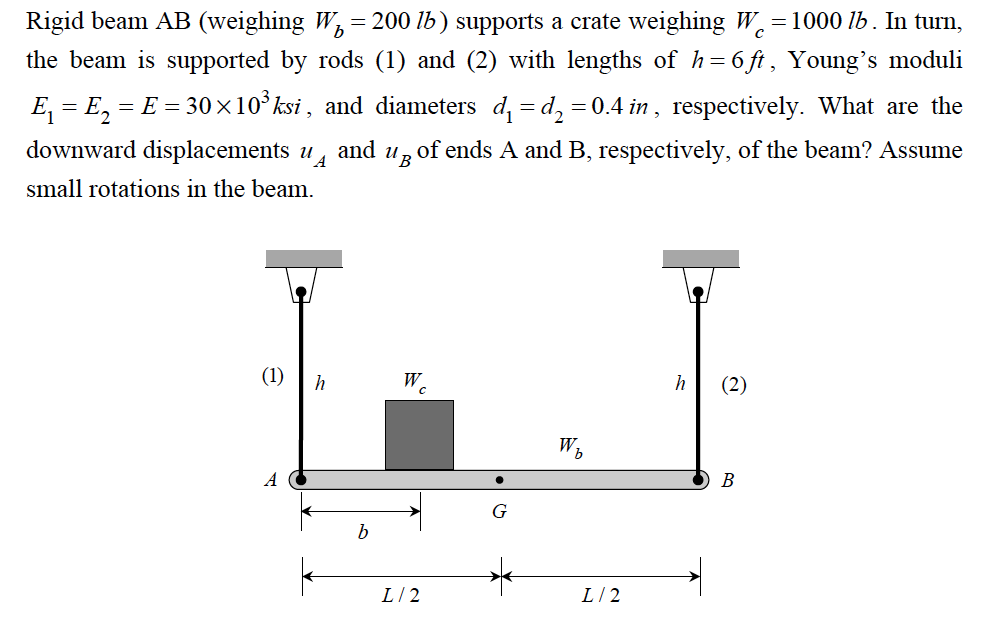 Rigid beam AB (weighing W_b = 200 lb) supports a crate weighing W_c = 1000 lb. In turn,
the beam is supported by rods (1) and (2) with lengths of h = 6 ft, Young's moduli
E_1 = E_2 = E = 30 × 10^3 ksi, and diameters d_1 = d_2 = 0.4 in, respectively. What are the
downward displacements u_A and u_B of ends A and B, respectively, of the beam? Assume
small rotations in the beam.
(1) h W_c h (2)
W_b
A B
G
b
L / 2 L / 2